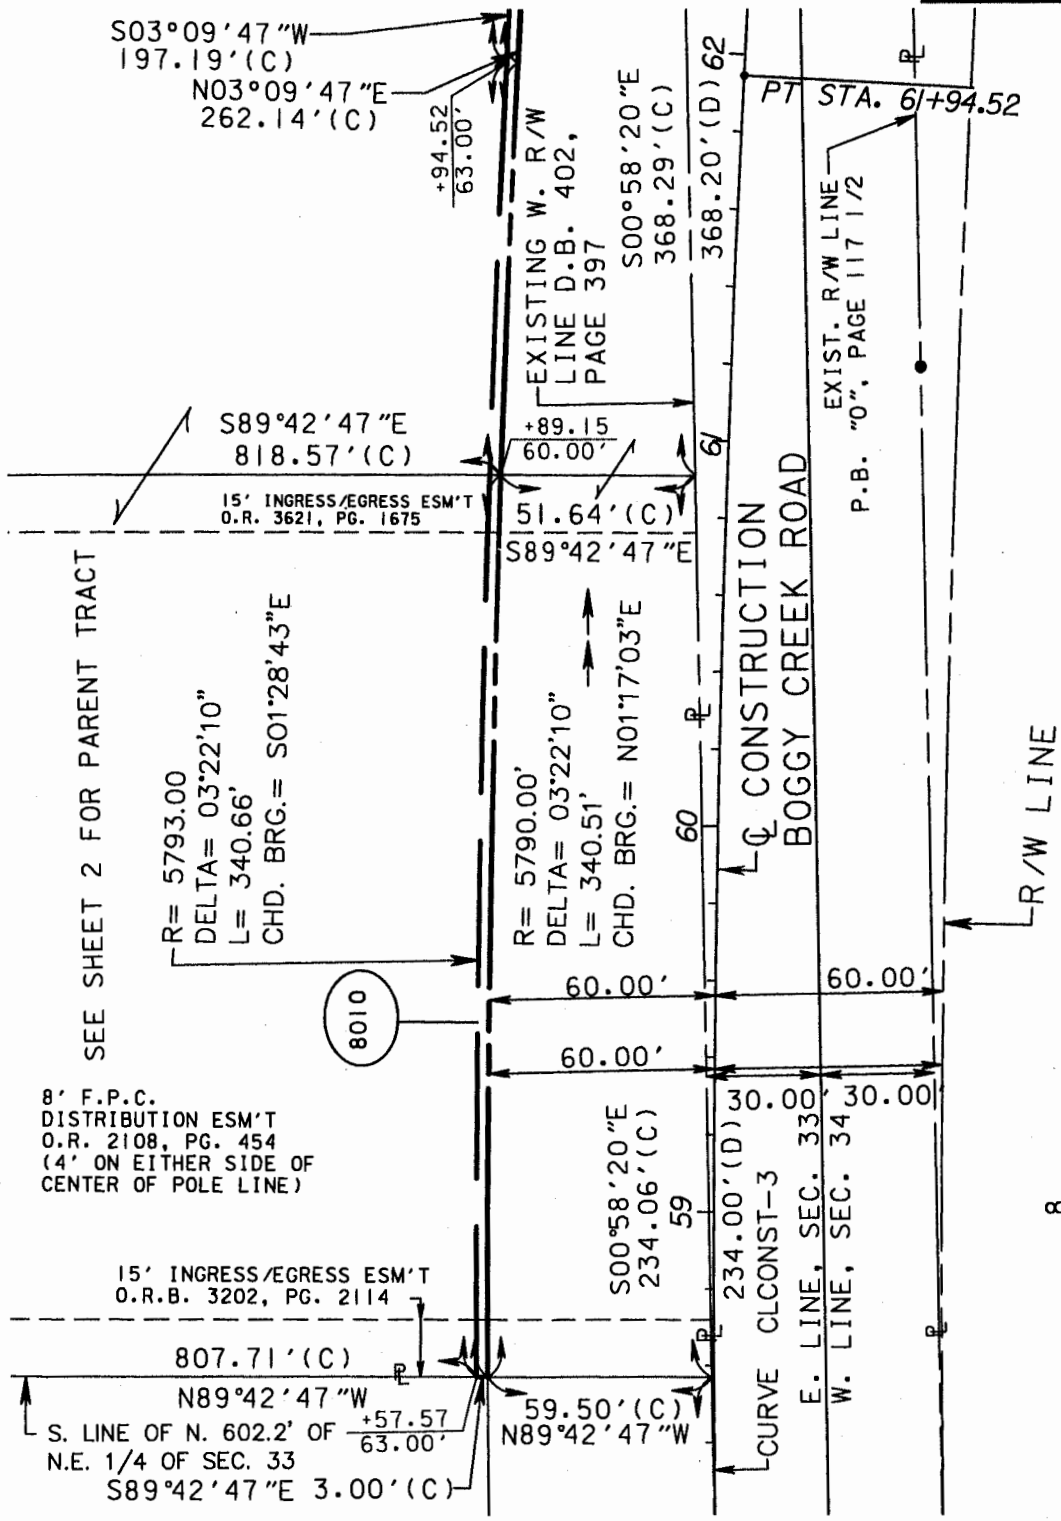 S03°09'47"W
197.19'(C)
N03°09'47"E
262.14'(C)
+94.52
63.00'
EXISTING W. R/W
LINE D.B. 402,
PAGE 397
S00°58'20"E
368.29'(C)
368.20'(D)
62
PT STA. 61+94.52
EXIST. R/W LINE
P.B. "O", PAGE 117 1/2
S89°42'47"E
818.57'(C)
+89.15
60.00'
61
15' INGRESS/EGRESS ESM'T
O.R. 3621, PG. 1675
51.64'(C)
S89°42'47"E
SEE SHEET 2 FOR PARENT TRACT
R= 5793.00
DELTA= 03°22'10"
L= 340.66'
CHD. BRG.= S01°28'43"E
R= 5790.00'
DELTA= 03°22'10"
L= 340.51'
CHD. BRG.= N01°17'03"E
℄ CONSTRUCTION
BOGGY CREEK ROAD
60
R/W LINE
8010
60.00'
60.00'
60.00'
30.00'
30.00'
8' F.P.C.
DISTRIBUTION ESM'T
O.R. 2108, PG. 454
(4' ON EITHER SIDE OF
CENTER OF POLE LINE)
S00°58'20"E
234.06'(C)
59
234.00'(D)
CURVE CLCONST-3
E. LINE, SEC. 33
W. LINE, SEC. 34
8
15' INGRESS/EGRESS ESM'T
O.R.B. 3202, PG. 2114
807.71'(C)
N89°42'47"W
59.50'(C)
N89°42'47"W
S. LINE OF N. 602.2' OF
N.E. 1/4 OF SEC. 33
+57.57
63.00'
S89°42'47"E 3.00'(C)